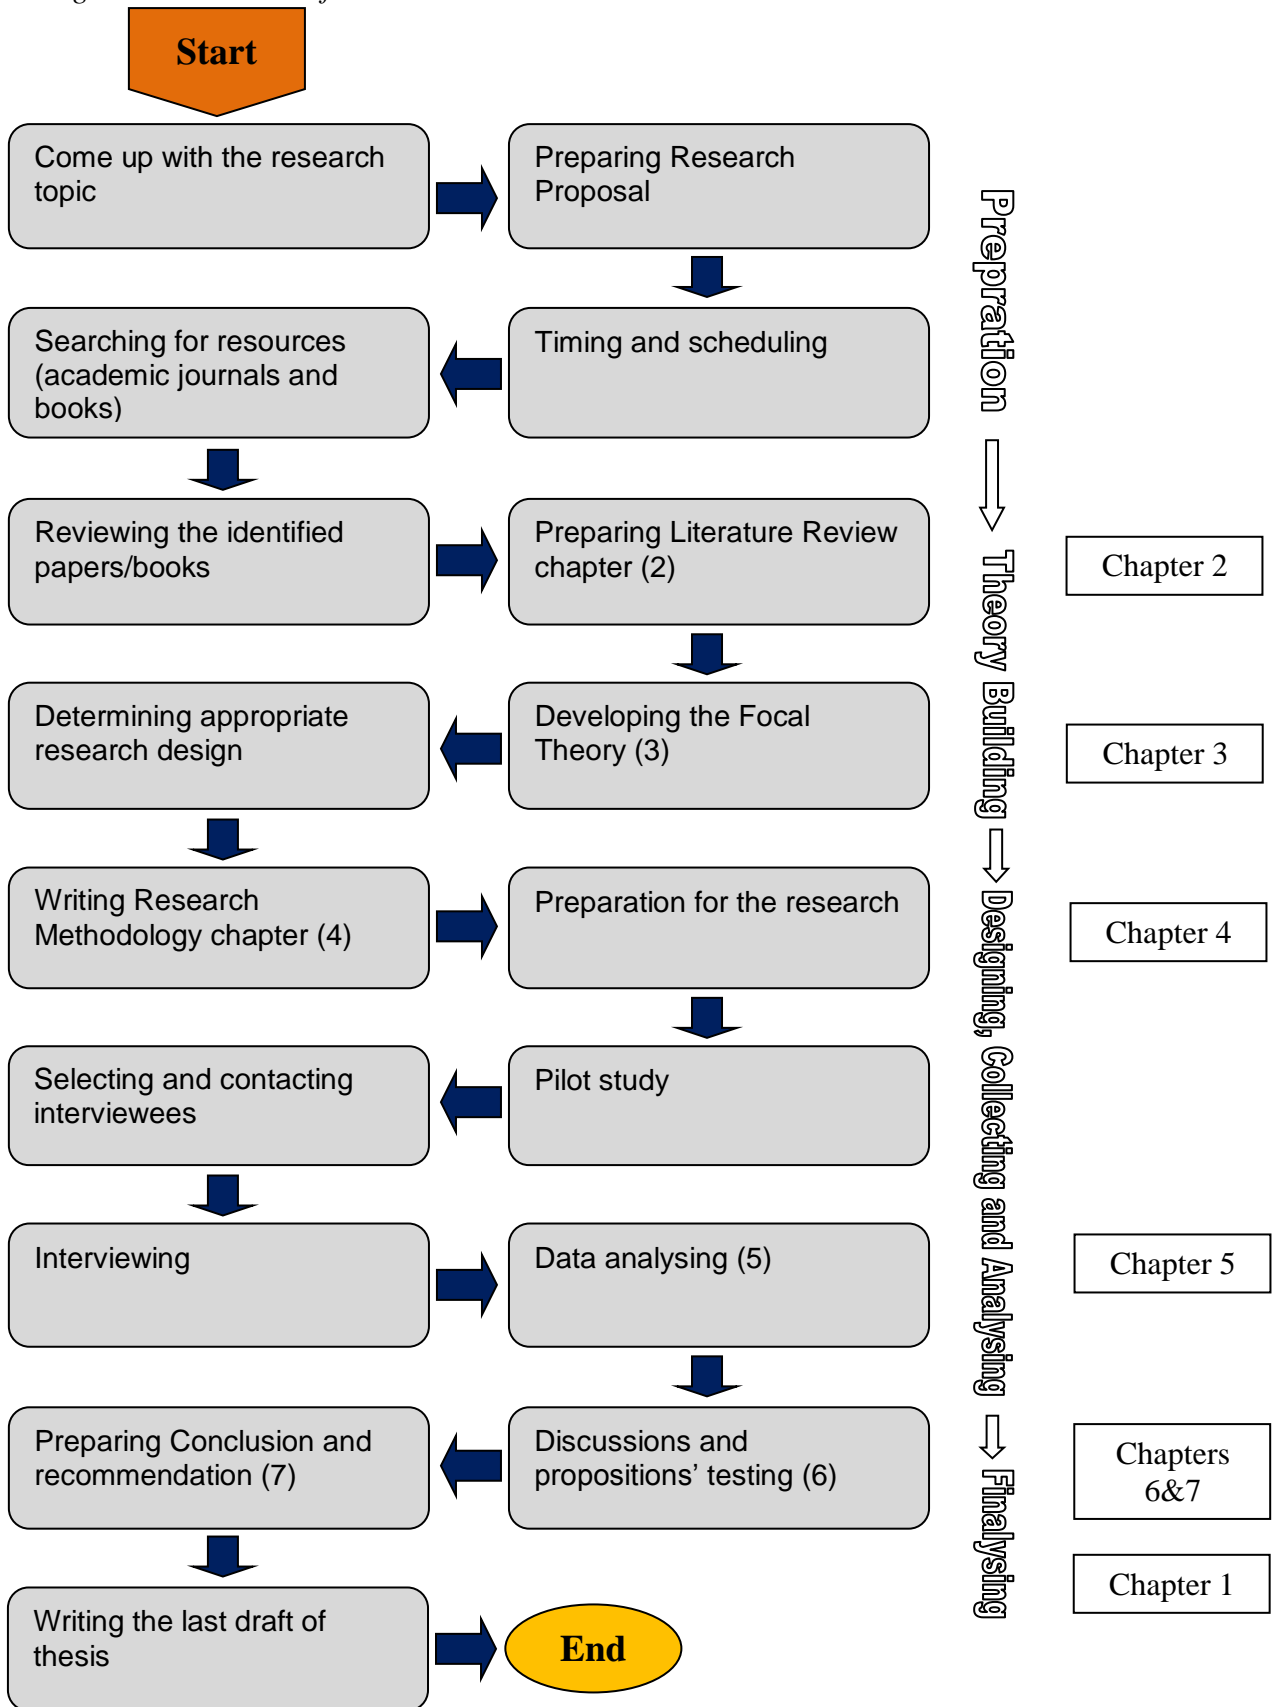 Start
Come up with the research
topic
Preparing Research
Proposal
Timing and scheduling
Searching for resources
(academic journals and
books)
Reviewing the identified
papers/books
Preparing Literature Review
chapter (2)
Developing the Focal
Theory (3)
Determining appropriate
research design
Writing Research
Methodology chapter (4)
Preparation for the research
Pilot study
Selecting and contacting
interviewees
Interviewing
Data analysing (5)
Discussions and
propositions’ testing (6)
Preparing Conclusion and
recommendation (7)
Writing the last draft of
thesis
End
Prepration
Theory Building
Designing, Collecting and Analysing
Finalysing
Chapter 2
Chapter 3
Chapter 4
Chapter 5
Chapters
6&7
Chapter 1